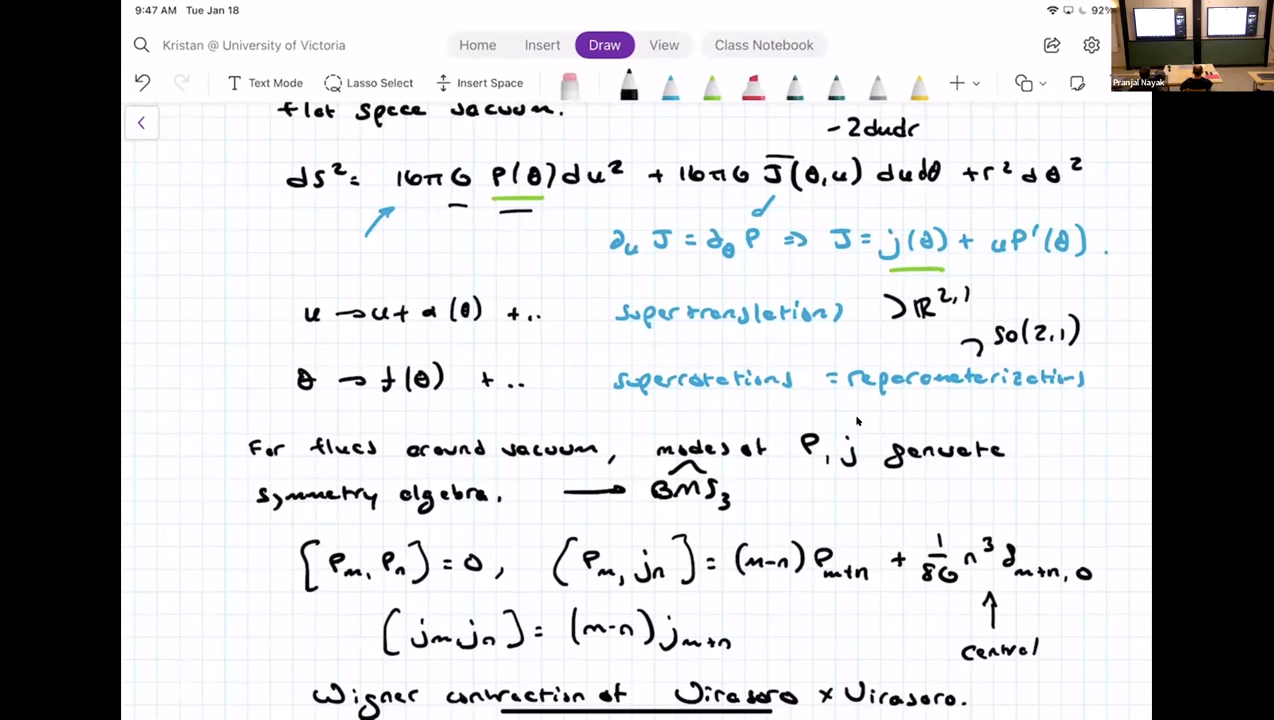 9:47 AM Tue Jan 18
92%
Kristan @ University of Victoria
Home Insert Draw View Class Notebook
Text Mode Lasso Select Insert Space
Pranjal Nayak
flat space vacuum.
- 2dudr
ds² = 16πG P(θ)du² + 16πG J̄(θ,u) dudθ + r²dθ²
∂ᵤ J = ∂_θ P ⇒ J = j(θ) + uP'(θ).
u → u + α(θ) + .. supertranslations ⊃ ℝ^{2,1}
⊃ so(2,1)
θ → f(θ) + .. superrotations = reparameterizations
For flucs around vacuum, modes of P, j generate
symmetry algebra. → BMS₃
[Pₘ, Pₙ] = 0, [Pₘ, jₙ] = (m-n) Pₘ₊ₙ + 1/8G n³ δₘ₊ₙ,₀
[jₘ, jₙ] = (m-n) jₘ₊ₙ
central
Wigner contraction of Virasoro × Virasoro.